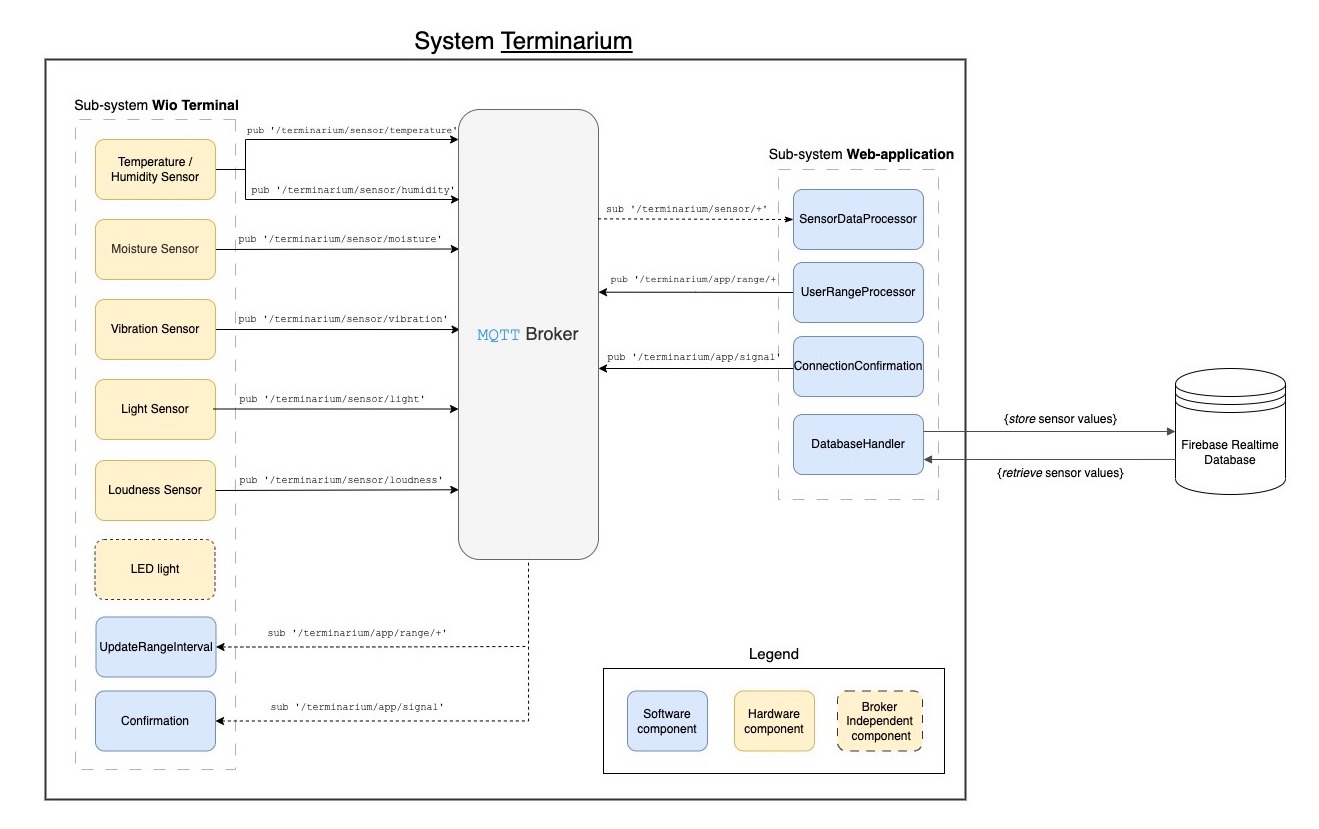 System Terminarium
Sub-system Wio Terminal
Temperature /
Humidity Sensor
pub '/terminarium/sensor/temperature'
pub '/terminarium/sensor/humidity'
Moisture Sensor
pub '/terminarium/sensor/moisture'
Vibration Sensor
pub '/terminarium/sensor/vibration'
Light Sensor
pub '/terminarium/sensor/light'
Loudness Sensor
pub '/terminarium/sensor/loudness'
LED light
UpdateRangeInterval
sub '/terminarium/app/range/+'
Confirmation
sub '/terminarium/app/signal'
MQTT Broker
Sub-system Web-application
sub '/terminarium/sensor/+'
SensorDataProcessor
pub '/terminarium/app/range/+
UserRangeProcessor
pub '/terminarium/app/signal'
ConnectionConfirmation
DatabaseHandler
{store sensor values}
{retrieve sensor values}
Firebase Realtime
Database
Legend
Software
component
Hardware
component
Broker
Independent
component